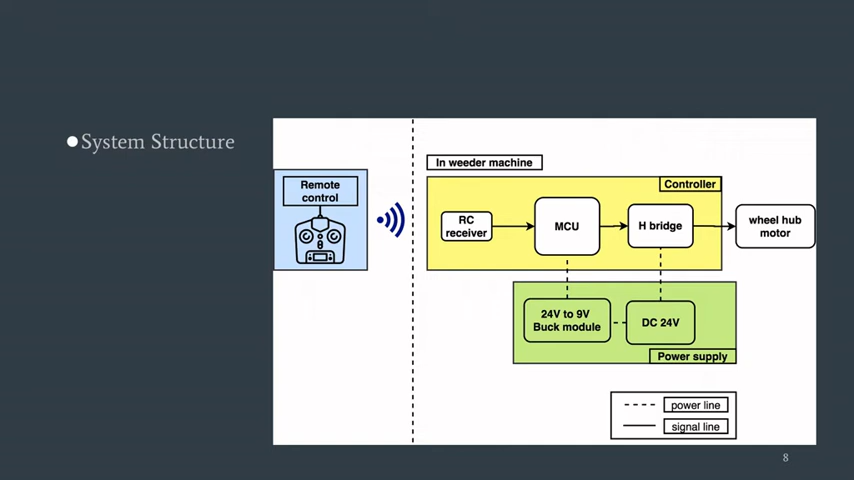 ●System Structure
In weeder machine
Remote
control
Controller
RC
receiver
MCU
H bridge
wheel hub
motor
24V to 9V
Buck module
DC 24V
Power supply
power line
signal line
8